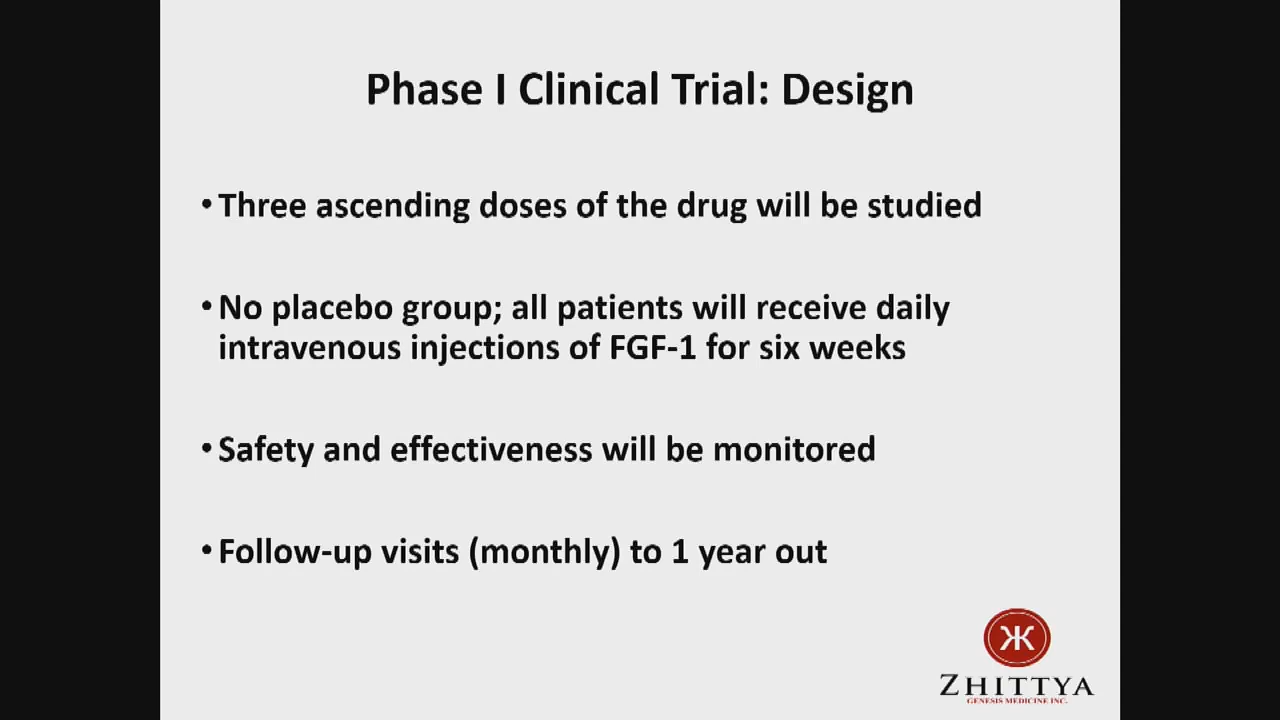 Phase I Clinical Trial: Design
•Three ascending doses of the drug will be studied
•No placebo group; all patients will receive daily
intravenous injections of FGF-1 for six weeks
•Safety and effectiveness will be monitored
•Follow-up visits (monthly) to 1 year out
Ж
ZHITTYA
GENESIS MEDICINE INC.